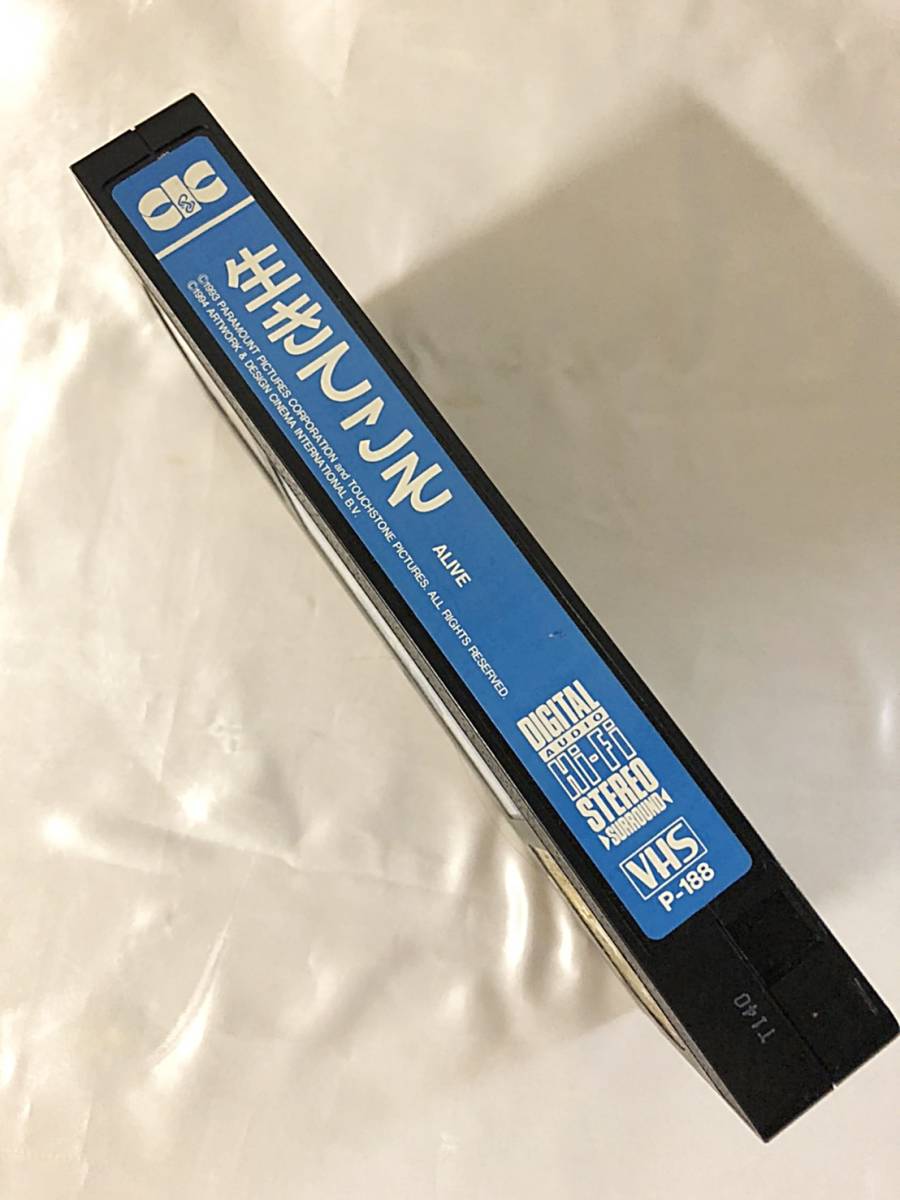 CIC
生きてこそ
ALIVE
©1993 PARAMOUNT PICTURES CORPORATION and TOUCHSTONE PICTURES. ALL RIGHTS RESERVED.
©1994 ARTWORK & DESIGN CINEMA INTERNATIONAL B.V.
DIGITAL
AUDIO
Hi-Fi
STEREO
SURROUND
VHS
P-188
T140